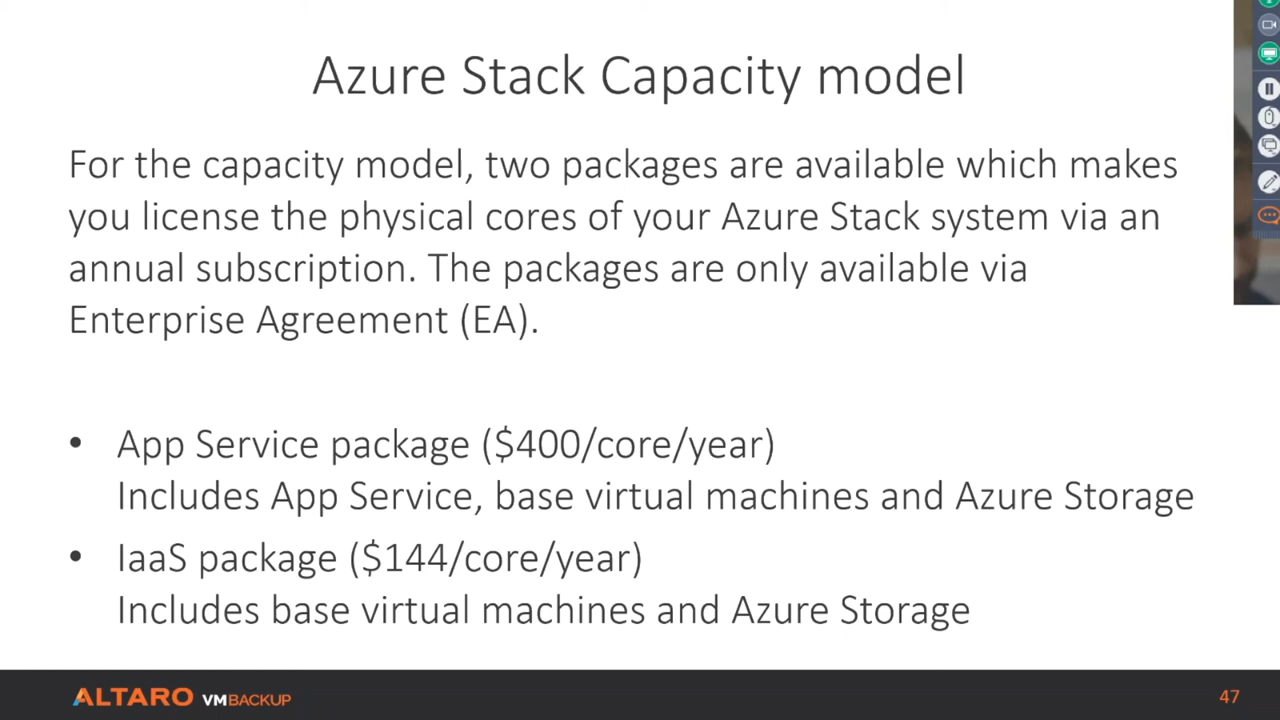 Azure Stack Capacity model
For the capacity model, two packages are available which makes
you license the physical cores of your Azure Stack system via an
annual subscription. The packages are only available via
Enterprise Agreement (EA).
• App Service package ($400/core/year)
Includes App Service, base virtual machines and Azure Storage
• IaaS package ($144/core/year)
Includes base virtual machines and Azure Storage
ALTARO VMBACKUP
47